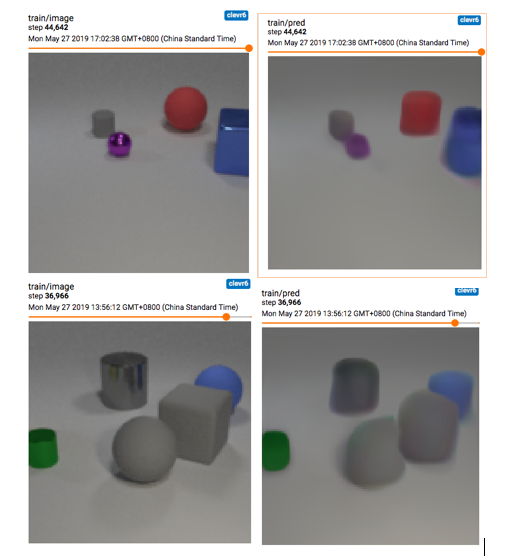 train/image
clevr6
step 44,642
Mon May 27 2019 17:02:38 GMT+0800 (China Standard Time)
train/pred
clevr6
step 44,642
Mon May 27 2019 17:02:38 GMT+0800 (China Standard Time)
train/image
clevr6
step 36,966
Mon May 27 2019 13:56:12 GMT+0800 (China Standard Time)
train/pred
clevr6
step 36,966
Mon May 27 2019 13:56:12 GMT+0800 (China Standard Time)